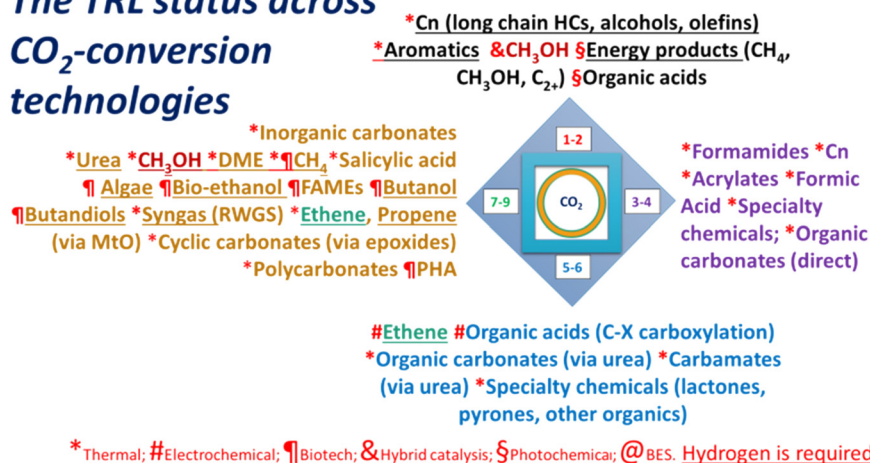 The TRL status across
CO₂-conversion
technologies
*Cn (long chain HCs, alcohols, olefins)
*Aromatics &CH₃OH §Energy products (CH₄,
CH₃OH, C₂₊) §Organic acids
*Inorganic carbonates
*Urea *CH₃OH *DME *¶CH₄ *Salicylic acid
¶ Algae ¶Bio-ethanol ¶FAMEs ¶Butanol
¶Butandiols *Syngas (RWGS) *Ethene, Propene
(via MtO) *Cyclic carbonates (via epoxides)
*Polycarbonates ¶PHA
1-2
7-9
CO₂
3-4
5-6
*Formamides *Cn
*Acrylates *Formic
Acid *Specialty
chemicals; *Organic
carbonates (direct)
#Ethene #Organic acids (C-X carboxylation)
*Organic carbonates (via urea) *Carbamates
(via urea) *Specialty chemicals (lactones,
pyrones, other organics)
*Thermal; #Electrochemical; ¶Biotech; &Hybrid catalysis; §Photochemical; @BES. Hydrogen is required